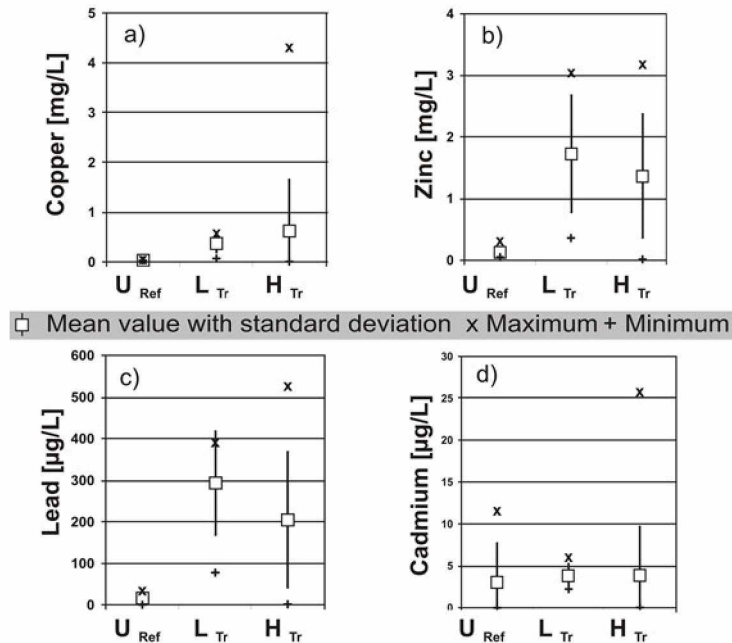 a)
Copper [mg/L]
5
4
3
2
1
0
U Ref L Tr H Tr
b)
Zinc [mg/L]
4
3
2
1
0
U Ref L Tr H Tr
Mean value with standard deviation x Maximum + Minimum
c)
Lead [µg/L]
600
500
400
300
200
100
0
U Ref L Tr H Tr
d)
Cadmium [µg/L]
30
25
20
15
10
5
0
U Ref L Tr H Tr